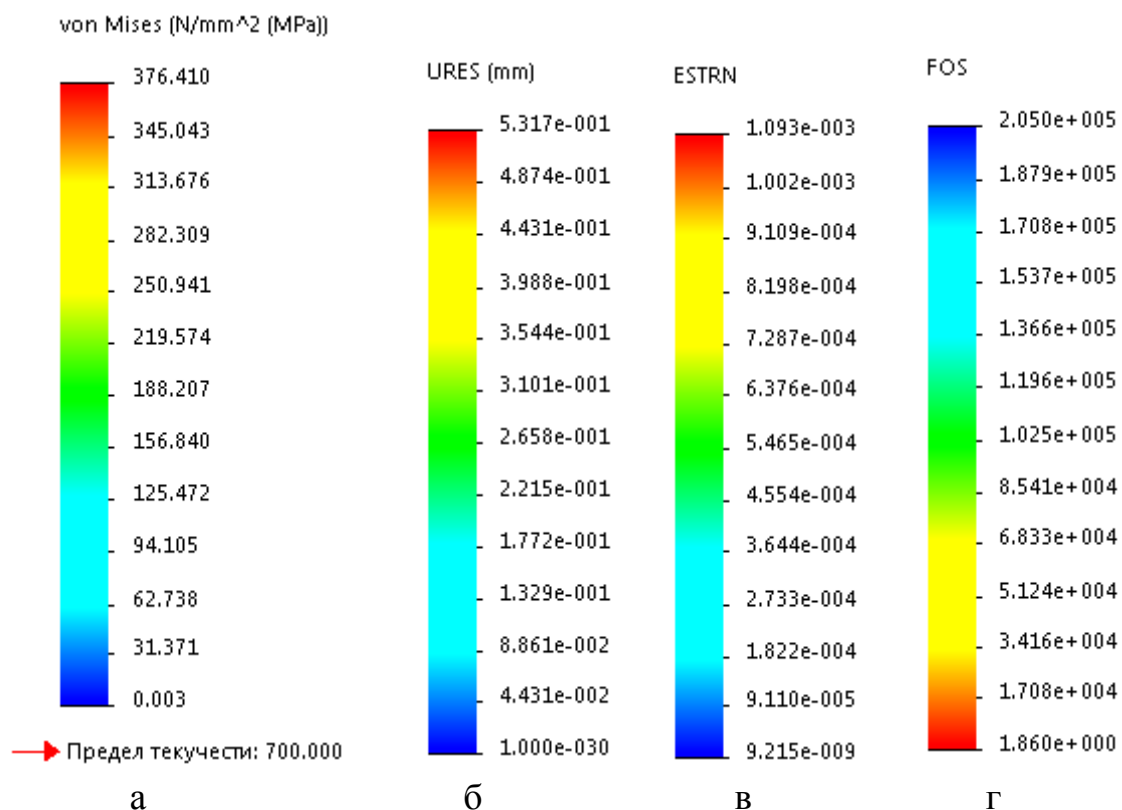 von Mises (N/mm^2 (MPa))
376.410
345.043
313.676
282.309
250.941
219.574
188.207
156.840
125.472
94.105
62.738
31.371
0.003
Предел текучести: 700.000
а
URES (mm)
5.317e-001
4.874e-001
4.431e-001
3.988e-001
3.544e-001
3.101e-001
2.658e-001
2.215e-001
1.772e-001
1.329e-001
8.861e-002
4.431e-002
1.000e-030
б
ESTRN
1.093e-003
1.002e-003
9.109e-004
8.198e-004
7.287e-004
6.376e-004
5.465e-004
4.554e-004
3.644e-004
2.733e-004
1.822e-004
9.110e-005
9.215e-009
в
FOS
2.050e+005
1.879e+005
1.708e+005
1.537e+005
1.366e+005
1.196e+005
1.025e+005
8.541e+004
6.833e+004
5.124e+004
3.416e+004
1.708e+004
1.860e+000
г